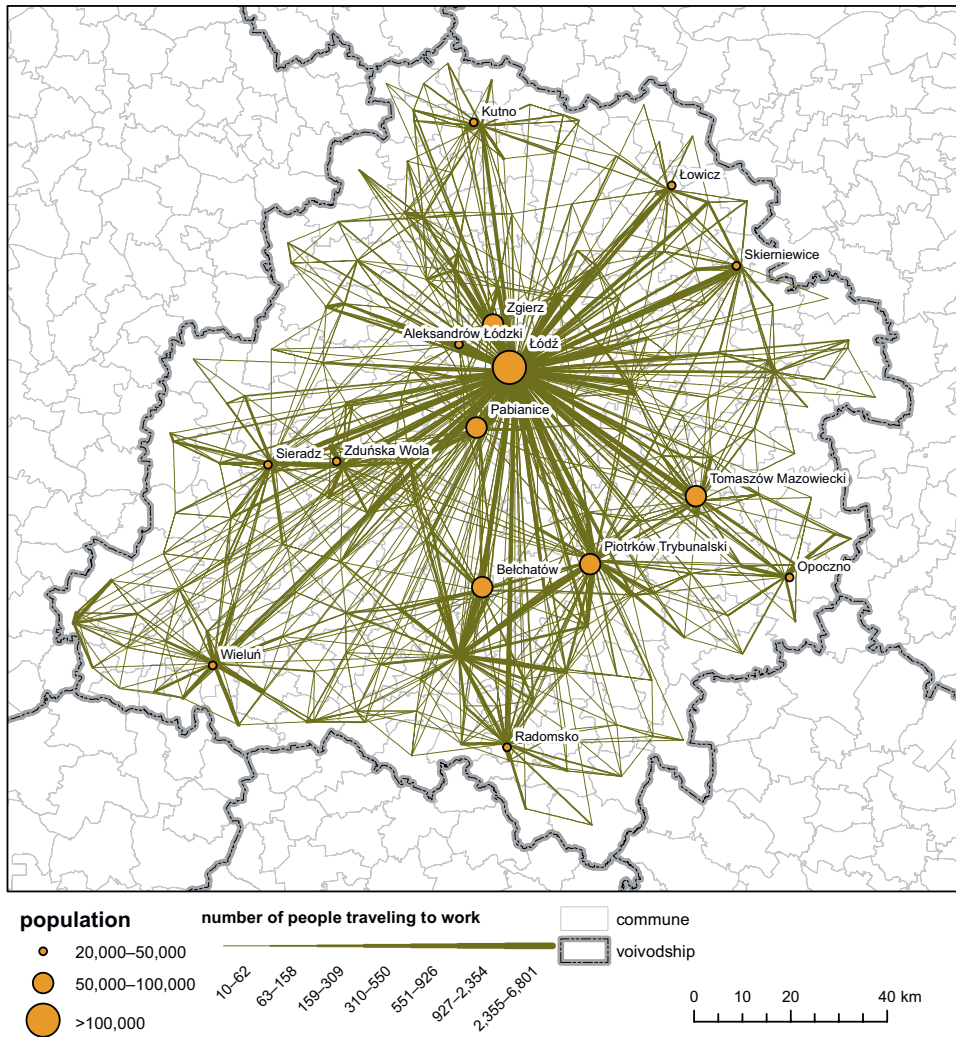 Kutno
Łowicz
Skierniewice
Zgierz
Aleksandrów Łódzki
Łódź
Pabianice
Sieradz
Zduńska Wola
Tomaszów Mazowiecki
Piotrków Trybunalski
Bełchatów
Opoczno
Wieluń
Radomsko
population
20,000–50,000
50,000–100,000
>100,000
number of people traveling to work
10–62
63–158
159–309
310–550
551–926
927–2,354
2,355–6,801
commune
voivodship
0 10 20 40 km